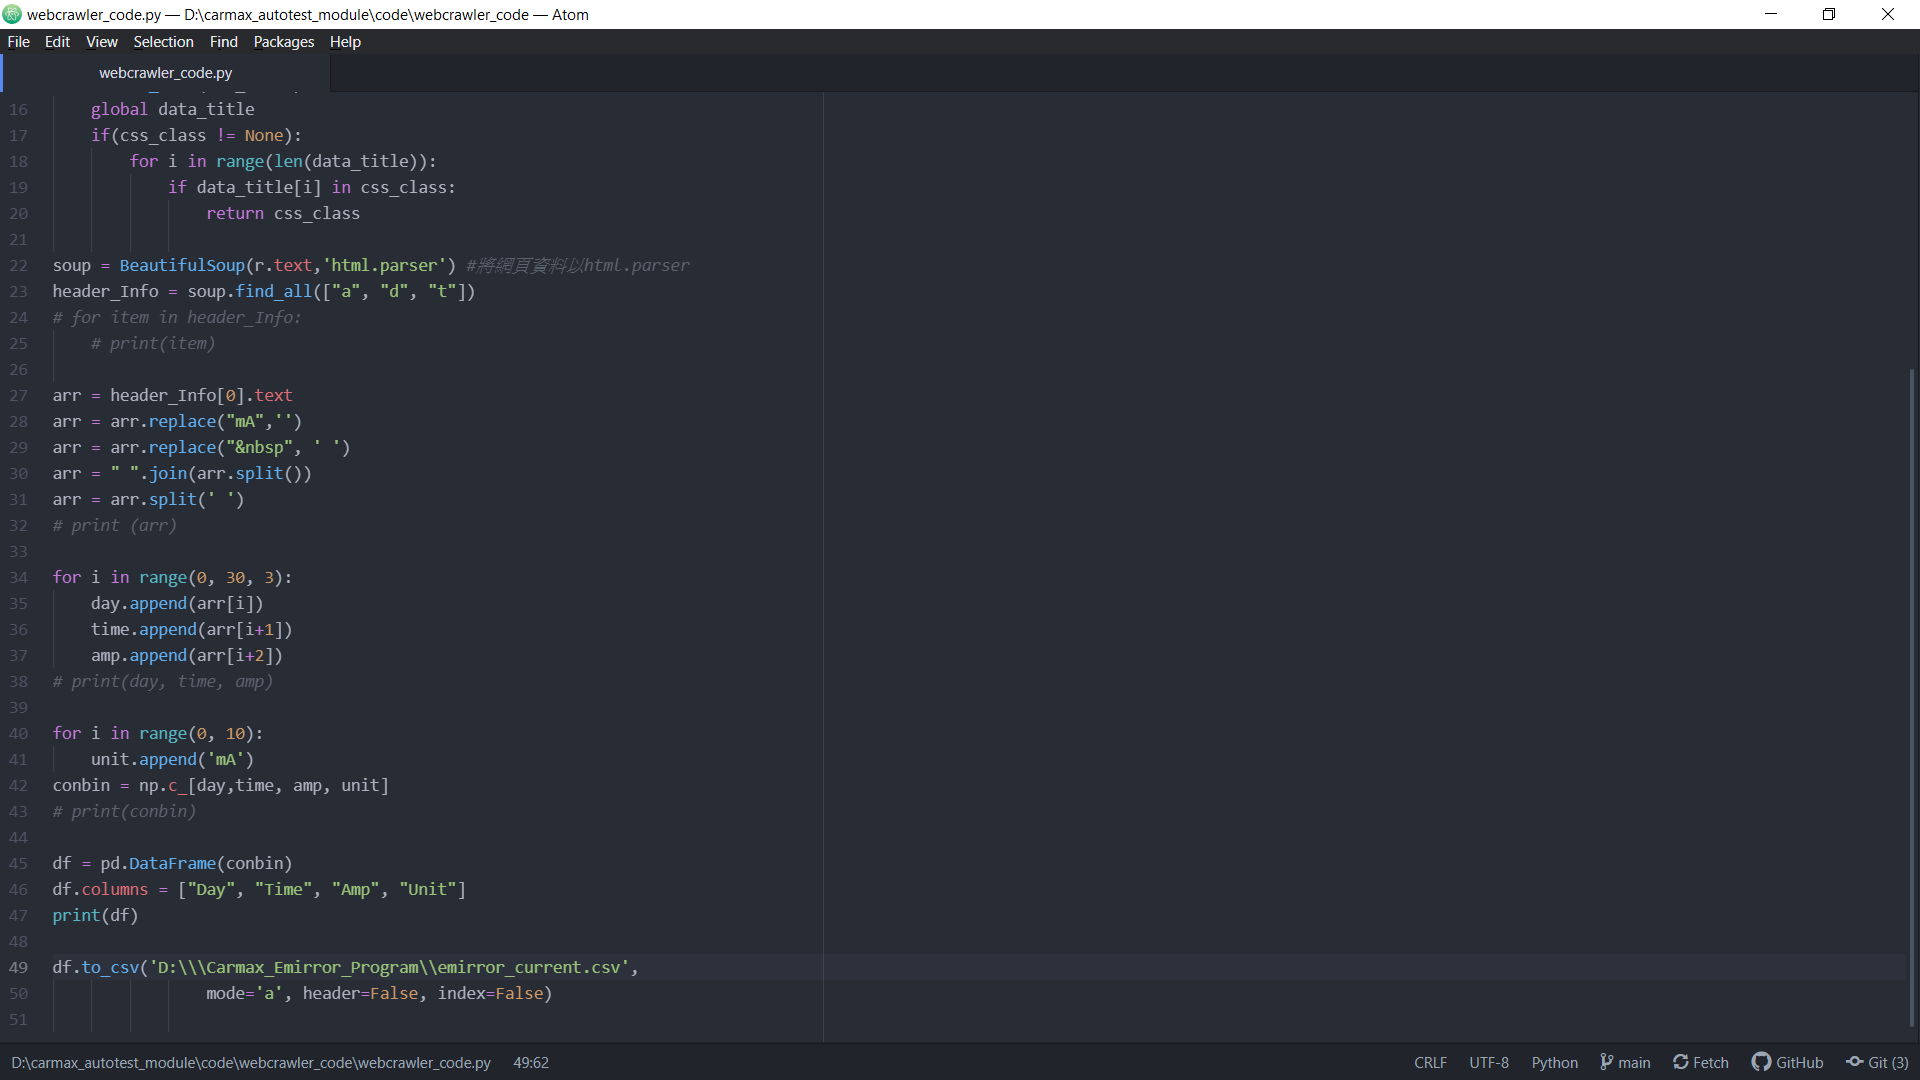 webcrawler_code.py — D:\carmax_autotest_module\code\webcrawler_code — Atom
File Edit View Selection Find Packages Help
webcrawler_code.py
16 global data_title
17 if(css_class != None):
18 for i in range(len(data_title)):
19 if data_title[i] in css_class:
20 return css_class
21
22 soup = BeautifulSoup(r.text,'html.parser') #將網頁資料以html.parser
23 header_Info = soup.find_all(["a", "d", "t"])
24 # for item in header_Info:
25 # print(item)
26
27 arr = header_Info[0].text
28 arr = arr.replace("mA",'')
29 arr = arr.replace("&nbsp", ' ')
30 arr = " ".join(arr.split())
31 arr = arr.split(' ')
32 # print (arr)
33
34 for i in range(0, 30, 3):
35 day.append(arr[i])
36 time.append(arr[i+1])
37 amp.append(arr[i+2])
38 # print(day, time, amp)
39
40 for i in range(0, 10):
41 unit.append('mA')
42 conbin = np.c_[day,time, amp, unit]
43 # print(conbin)
44
45 df = pd.DataFrame(conbin)
46 df.columns = ["Day", "Time", "Amp", "Unit"]
47 print(df)
48
49 df.to_csv('D:\\\Carmax_Emirror_Program\\emirror_current.csv',
50 mode='a', header=False, index=False)
51
D:\carmax_autotest_module\code\webcrawler_code\webcrawler_code.py 49:62 CRLF UTF-8 Python main Fetch GitHub Git (3)